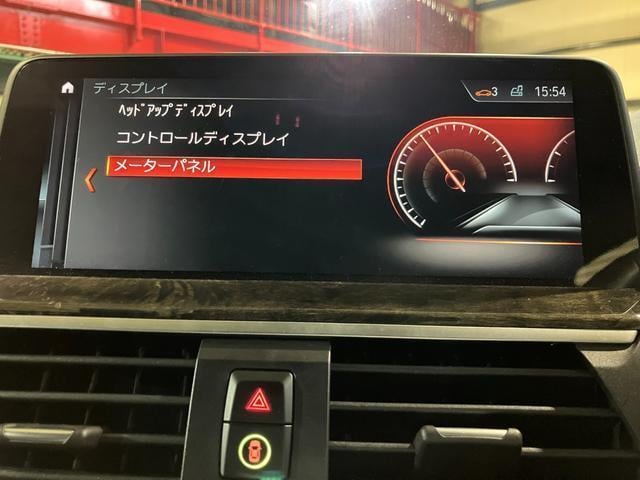 ディスプレイ
3 15:54
ﾍｯﾄﾞｱｯﾌﾟﾃﾞｨｽﾌﾟﾚｲ
コントロールディスプレイ
メーターパネル